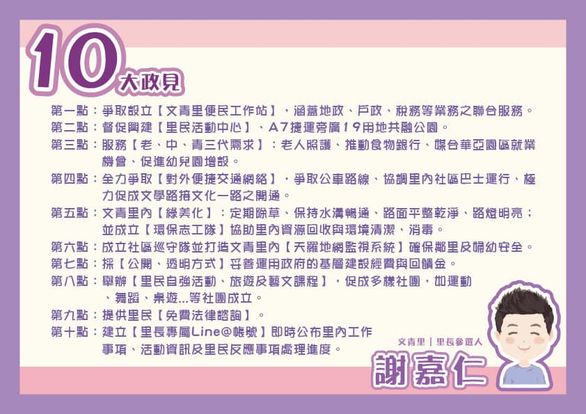 10大政見
第一點：爭取設立【文青里便民工作站】，涵蓋地政、戶政、稅務等業務之聯合服務。
第二點：督促興建【里民活動中心】、A7捷運旁廣19用地共融公園。
第三點：服務【老、中、青三代需求】：老人照護、推動食物銀行、媒合華亞園區就業
機會、促進幼兒園增設。
第四點：全力爭取【對外便捷交通網絡】，爭取公車路線、協調里內社區巴士運行、極
力促成文學路接文化一路之開通。
第五點：文青里內【綠美化】：定期除草、保持水溝暢通、路面平整乾淨、路燈明亮；
並成立【環保志工隊】協助里內資源回收與環境清潔、消毒。
第六點：成立社區巡守隊並打造文青里內【天羅地網監視系統】確保鄰里及婦幼安全。
第七點：採【公開、透明方式】妥善運用政府的基層建設經費與回饋金。
第八點：舉辦【里民自強活動、旅遊及藝文課程】，促成多樣社團，如運動
、舞蹈、桌遊...等社團成立。
第九點：提供里民【免費法律諮詢】。
第十點：建立【里長專屬Line@帳號】即時公布里內工作
事項、活動資訊及里民反應事項處理進度。
文青里｜里長參選人
謝嘉仁